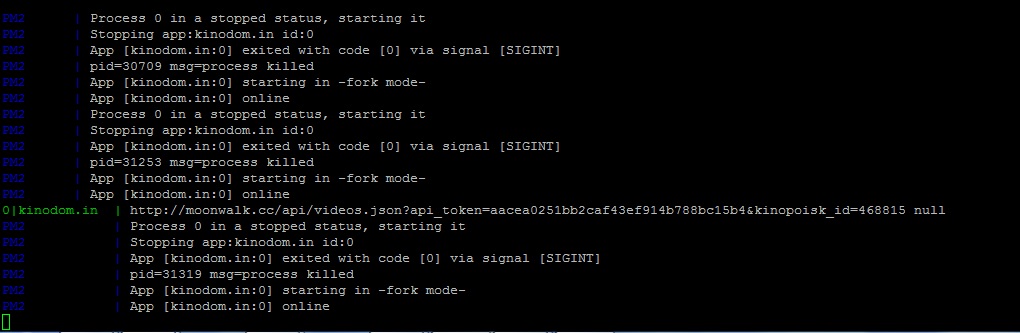 PM2 | Process 0 in a stopped status, starting it
PM2 | Stopping app:kinodom.in id:0
PM2 | App [kinodom.in:0] exited with code [0] via signal [SIGINT]
PM2 | pid=30709 msg=process killed
PM2 | App [kinodom.in:0] starting in -fork mode-
PM2 | App [kinodom.in:0] online
PM2 | Process 0 in a stopped status, starting it
PM2 | Stopping app:kinodom.in id:0
PM2 | App [kinodom.in:0] exited with code [0] via signal [SIGINT]
PM2 | pid=31253 msg=process killed
PM2 | App [kinodom.in:0] starting in -fork mode-
PM2 | App [kinodom.in:0] online
0|kinodom.in | http://moonwalk.cc/api/videos.json?api_token=aacea0251bb2caf43ef914b788bc15b4&kinopoisk_id=468815 null
PM2 | Process 0 in a stopped status, starting it
PM2 | Stopping app:kinodom.in id:0
PM2 | App [kinodom.in:0] exited with code [0] via signal [SIGINT]
PM2 | pid=31319 msg=process killed
PM2 | App [kinodom.in:0] starting in -fork mode-
PM2 | App [kinodom.in:0] online